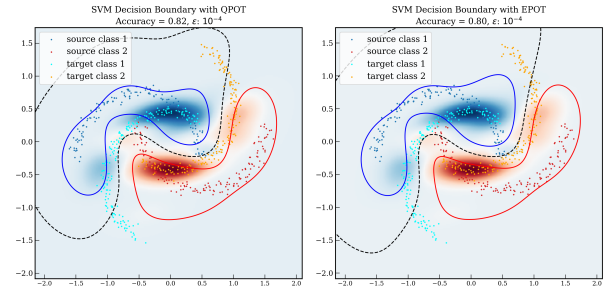 SVM Decision Boundary with QPOT
Accuracy = 0.82, ε: 10⁻⁴
source class 1
source class 2
target class 1
target class 2
1.5
1.0
0.5
0.0
−0.5
−1.0
−1.5
−2.0
−2.0 −1.5 −1.0 −0.5 0.0 0.5 1.0 1.5 2.0
SVM Decision Boundary with EPOT
Accuracy = 0.80, ε: 10⁻⁴
source class 1
source class 2
target class 1
target class 2
1.5
1.0
0.5
0.0
−0.5
−1.0
−1.5
−2.0
−2.0 −1.5 −1.0 −0.5 0.0 0.5 1.0 1.5 2.0